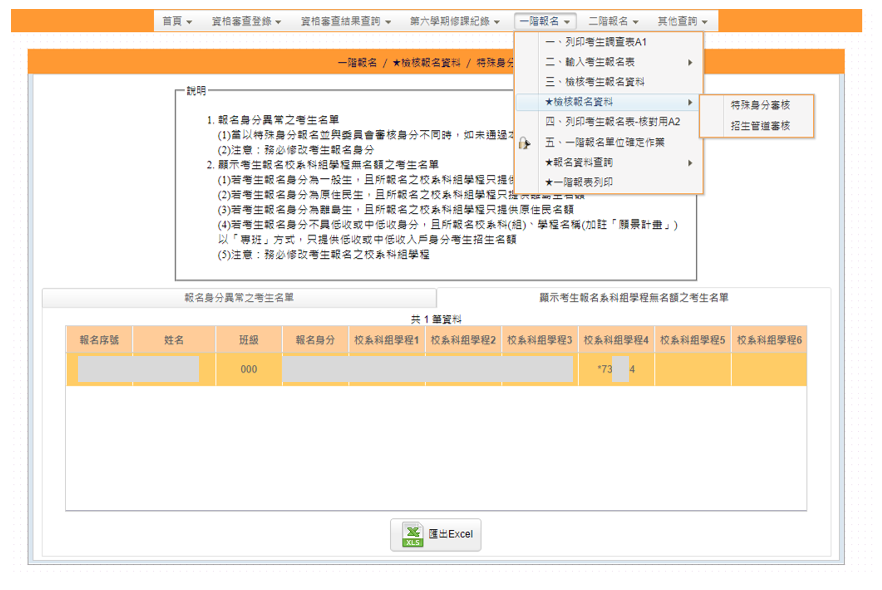 首頁 資格審查登錄 資格審查結果查詢 第六學期修課紀錄 一階報名 二階報名 其他查詢
一、列印考生調查表A1
二、輸入考生報名表
三、檢核考生報名資料
★檢核報名資料
特殊身分審核
招生管道審核
四、列印考生報名表-核對用A2
五、一階報名單位確定作業
★報名資料查詢
★一階報表列印
一階報名 / ★檢核報名資料 / 特殊身分
說明
1. 報名身分異常之考生名單
(1)當以特殊身分報名並與委員會審核身分不同時，如未通過
(2)注意：務必修改考生報名身分
2. 顯示考生報名校系科組學程無名額之考生名單
(1)若考生報名身分為一般生，且所報名之校系科組學程只提
(2)若考生報名身分為原住民生，且所報名之校系科組學程只提供離島生名額
(3)若考生報名身分為離島生，且所報名之校系科組學程只提供原住民名額
(4)若考生報名身分不具低收或中低收身分，且所報名校系科(組)、學程名稱(加註「願景計畫」)
以「專班」方式，只提供低收或中低收入戶身分考生招生名額
(5)注意：務必修改考生報名之校系科組學程
報名身分異常之考生名單 顯示考生報名系科組學程無名額之考生名單
共 1 筆資料
報名序號 姓名 班級 報名身分 校系科組學程1 校系科組學程2 校系科組學程3 校系科組學程4 校系科組學程5 校系科組學程6
000 *73 4
匯出Excel
XLS